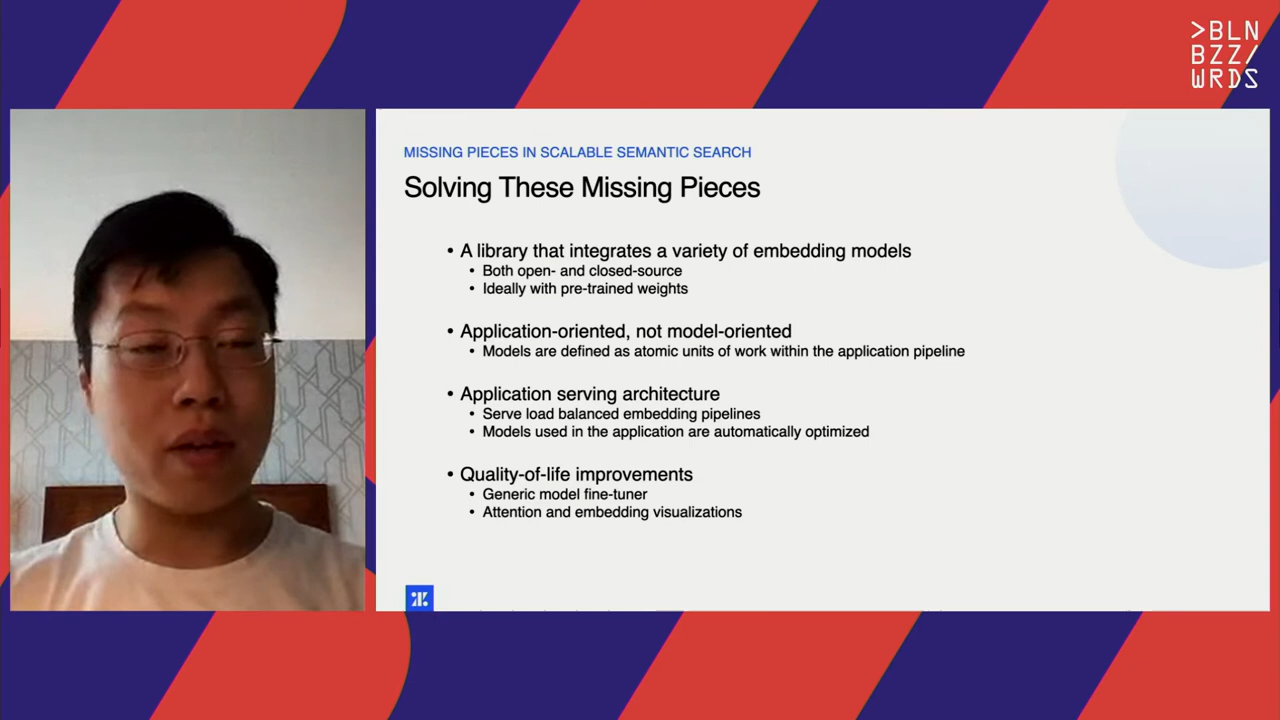 >BLN
BZZ/
WRDS
MISSING PIECES IN SCALABLE SEMANTIC SEARCH
Solving These Missing Pieces
• A library that integrates a variety of embedding models
• Both open- and closed-source
• Ideally with pre-trained weights
• Application-oriented, not model-oriented
• Models are defined as atomic units of work within the application pipeline
• Application serving architecture
• Serve load balanced embedding pipelines
• Models used in the application are automatically optimized
• Quality-of-life improvements
• Generic model fine-tuner
• Attention and embedding visualizations